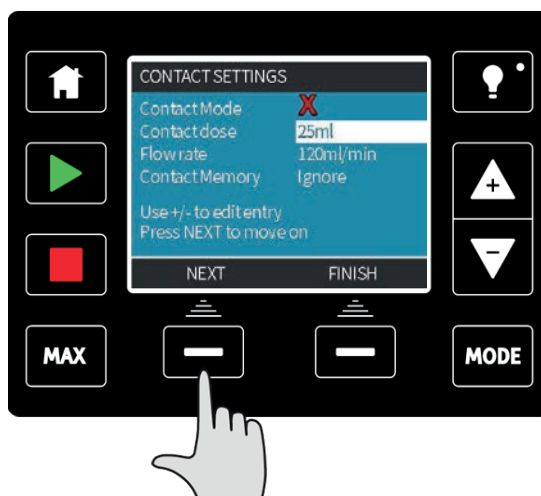 CONTACT SETTINGS
Contact Mode X
Contact dose 25ml
Flow rate 120ml/min
Contact Memory Ignore
Use +/- to edit entry
Press NEXT to move on
NEXT FINISH
+
-
MAX
MODE